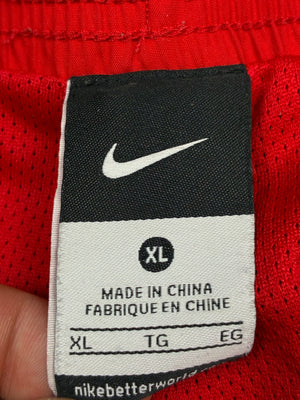 XL
MADE IN CHINA
FABRIQUE EN CHINE
XL TG EG
nikebetterworld